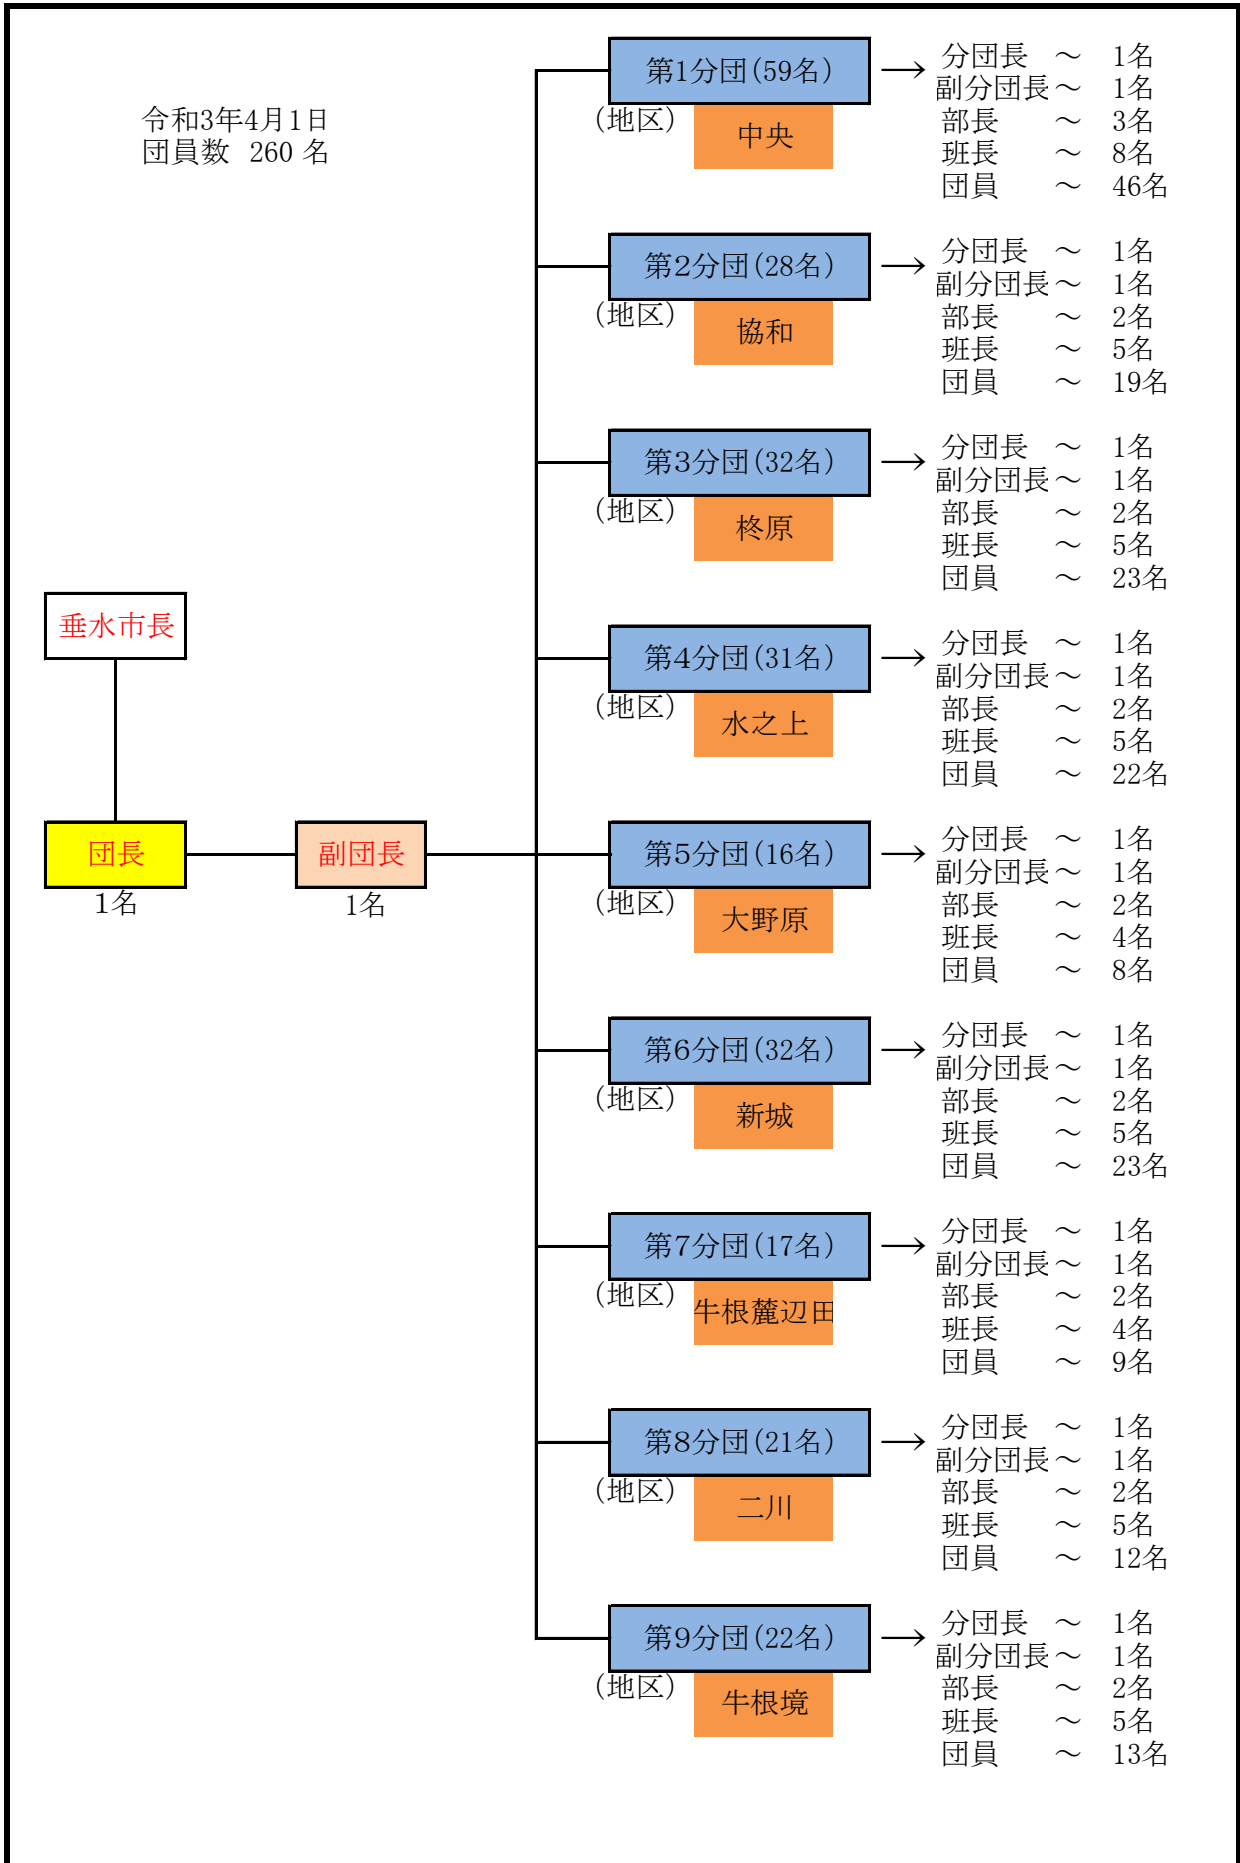 令和3年4月1日
団員数 260 名
垂水市長
団長
1名
副団長
1名
第1分団(59名)
(地区)
中央
→ 分団長 ～ 1名
副分団長～ 1名
部長 ～ 3名
班長 ～ 8名
団員 ～ 46名
第2分団(28名)
(地区)
協和
→ 分団長 ～ 1名
副分団長～ 1名
部長 ～ 2名
班長 ～ 5名
団員 ～ 19名
第3分団(32名)
(地区)
柊原
→ 分団長 ～ 1名
副分団長～ 1名
部長 ～ 2名
班長 ～ 5名
団員 ～ 23名
第4分団(31名)
(地区)
水之上
→ 分団長 ～ 1名
副分団長～ 1名
部長 ～ 2名
班長 ～ 5名
団員 ～ 22名
第5分団(16名)
(地区)
大野原
→ 分団長 ～ 1名
副分団長～ 1名
部長 ～ 2名
班長 ～ 4名
団員 ～ 8名
第6分団(32名)
(地区)
新城
→ 分団長 ～ 1名
副分団長～ 1名
部長 ～ 2名
班長 ～ 5名
団員 ～ 23名
第7分団(17名)
(地区)
牛根麓辺田
→ 分団長 ～ 1名
副分団長～ 1名
部長 ～ 2名
班長 ～ 4名
団員 ～ 9名
第8分団(21名)
(地区)
二川
→ 分団長 ～ 1名
副分団長～ 1名
部長 ～ 2名
班長 ～ 5名
団員 ～ 12名
第9分団(22名)
(地区)
牛根境
→ 分団長 ～ 1名
副分団長～ 1名
部長 ～ 2名
班長 ～ 5名
団員 ～ 13名